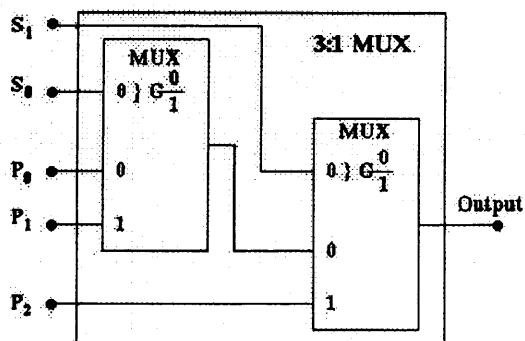 S1
3:1 MUX
MUX
S0
0 } G 0/1
P0
0
P1
1
P2
MUX
0 } G 0/1
0
1
Output